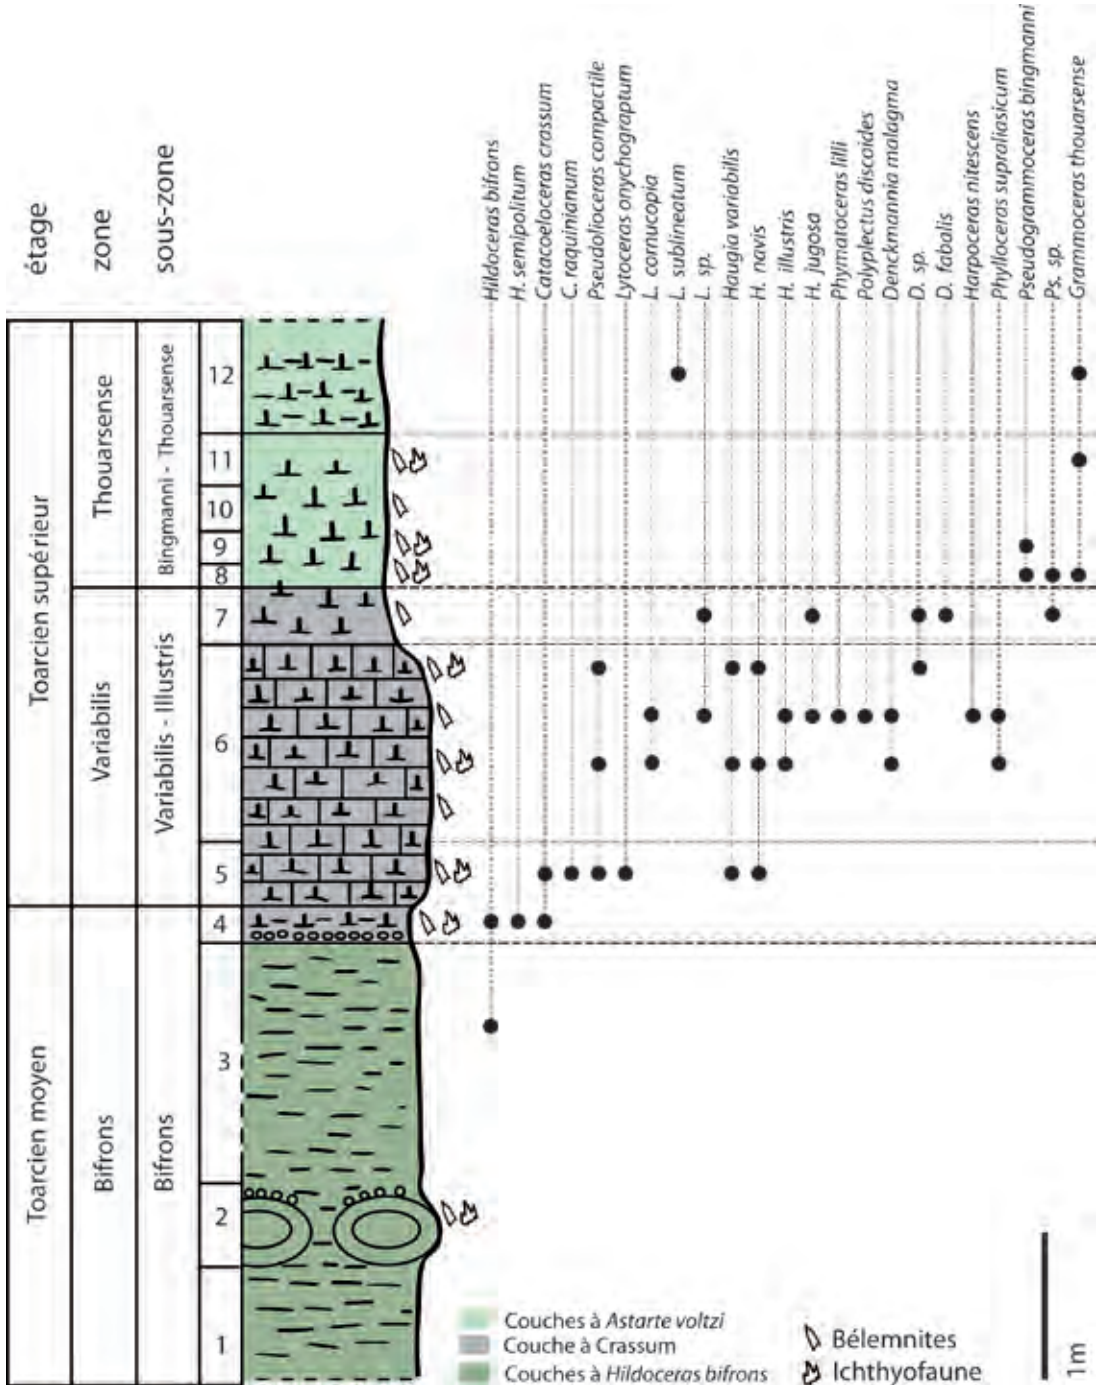 étage
zone
sous-zone
Hildoceras bifrons
H. semipolitum
Catacoeloceras crassum
C. raquinianum
Pseudolioceras compactile
Lytoceras onychograptum
L. cornucopia
L. sublineatum
L. sp.
Haugia variabilis
H. navis
H. illustris
H. jugosa
Phymatoceras lilli
Polyplectus discoides
Denckmannia malagma
D. sp.
D. fabalis
Harpoceras nitescens
Phylloceras supraliasicum
Pseudogrammoceras bingmanni
Ps. sp.
Grammoceras thouarsense
Toarcien supérieur
Thouarsense
Bingmanni - Thouarsense
12
11
10
9
8
Variabilis
Variabilis - Illustris
7
6
5
Toarcien moyen
Bifrons
Bifrons
4
3
2
1
Couches à Astarte voltzi
Couche à Crassum
Couches à Hildoceras bifrons
Bélemnites
Ichthyofaune
1m